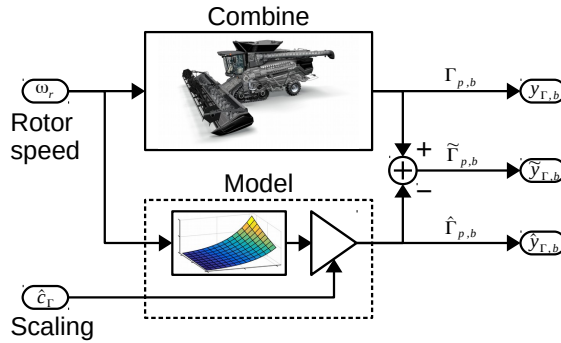 Combine
ω_r
Γ_{p,b}
y_{Γ,b}
Rotor
speed
+
Γ̃_{p,b}
ỹ_{Γ,b}
−
Model
Γ̂_{p,b}
ŷ_{Γ,b}
ĉ_Γ
Scaling